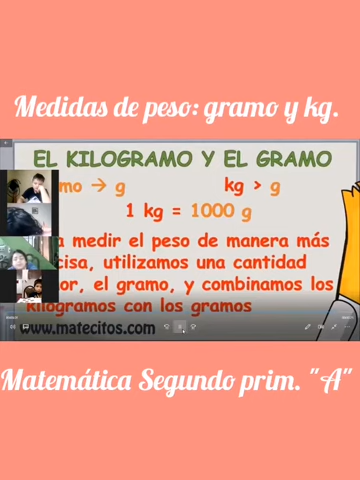 Medidas de peso: gramo y kg.
EL KILOGRAMO Y EL GRAMO
mo → g kg > g
1 kg = 1000 g
medir el peso de manera más
cisa, utilizamos una cantidad
or, el gramo, y combinamos los
kilogramos con los gramos
www.matecitos.com
Matemática Segundo prim. "A"